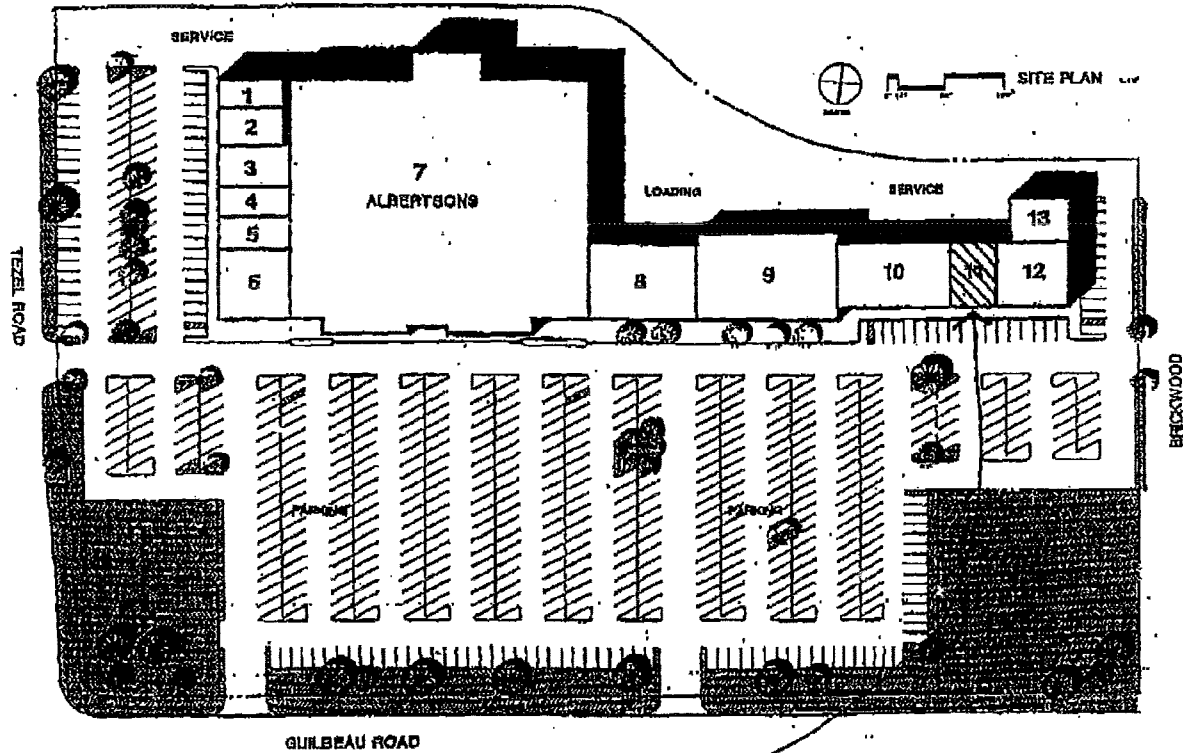 SERVICE
SITE PLAN
1
2
3
4
5
6
7
ALBERTSONS
LOADING
SERVICE
8
9
10
11
12
13
TEZEL ROAD
BRICKWOOD
PARKING
PARKING
GUILBEAU ROAD